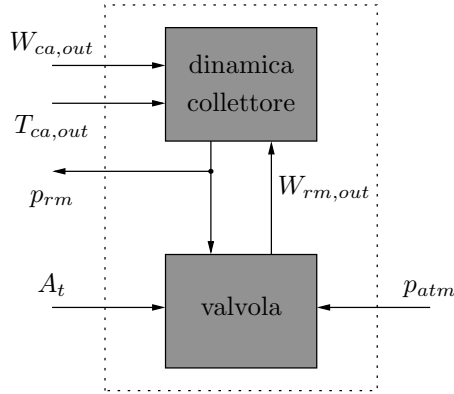 W_{ca,out}
dinamica
collettore
T_{ca,out}
p_{rm}
W_{rm,out}
A_t
valvola
p_{atm}